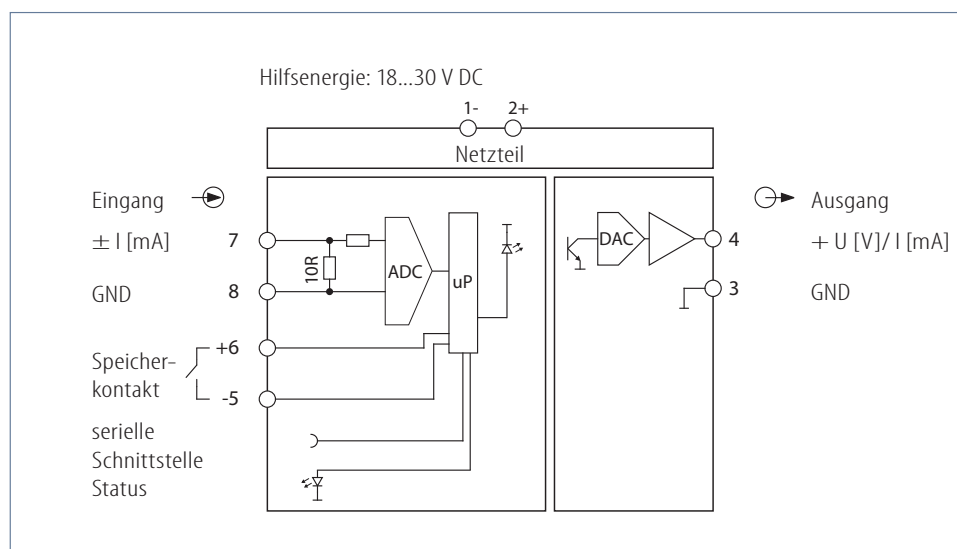 Hilfsenergie: 18...30 V DC
1-
2+
Netzteil
Eingang
Ausgang
± I [mA]
7
10R
ADC
uP
DAC
4
+ U [V]/ I [mA]
GND
8
3
GND
Speicher-
kontakt
+6
-5
serielle
Schnittstelle
Status